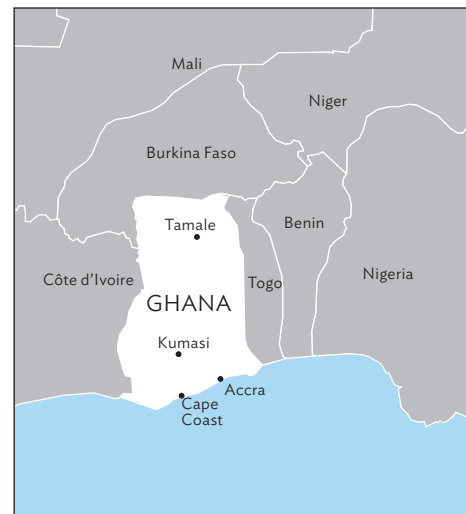 Mali
Niger
Burkina Faso
Benin
Tamale
Nigeria
Côte d'Ivoire
Togo
GHANA
Kumasi
Accra
Cape
Coast